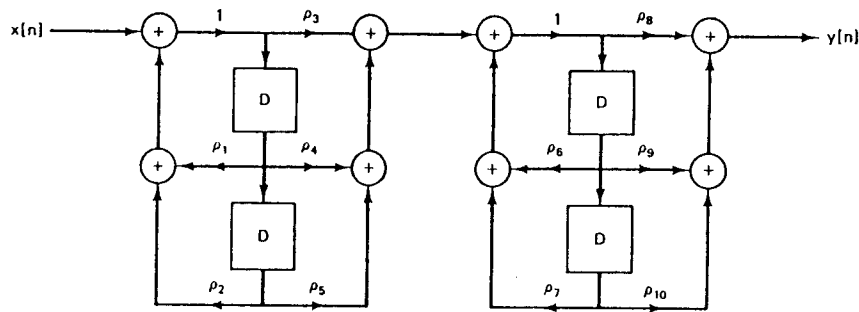 x[n] + 1 ρ3 + + 1 ρ8 + y[n]
D D
+ ρ1 ρ4 + + ρ6 ρ9 +
D D
ρ2 ρ5 ρ7 ρ10